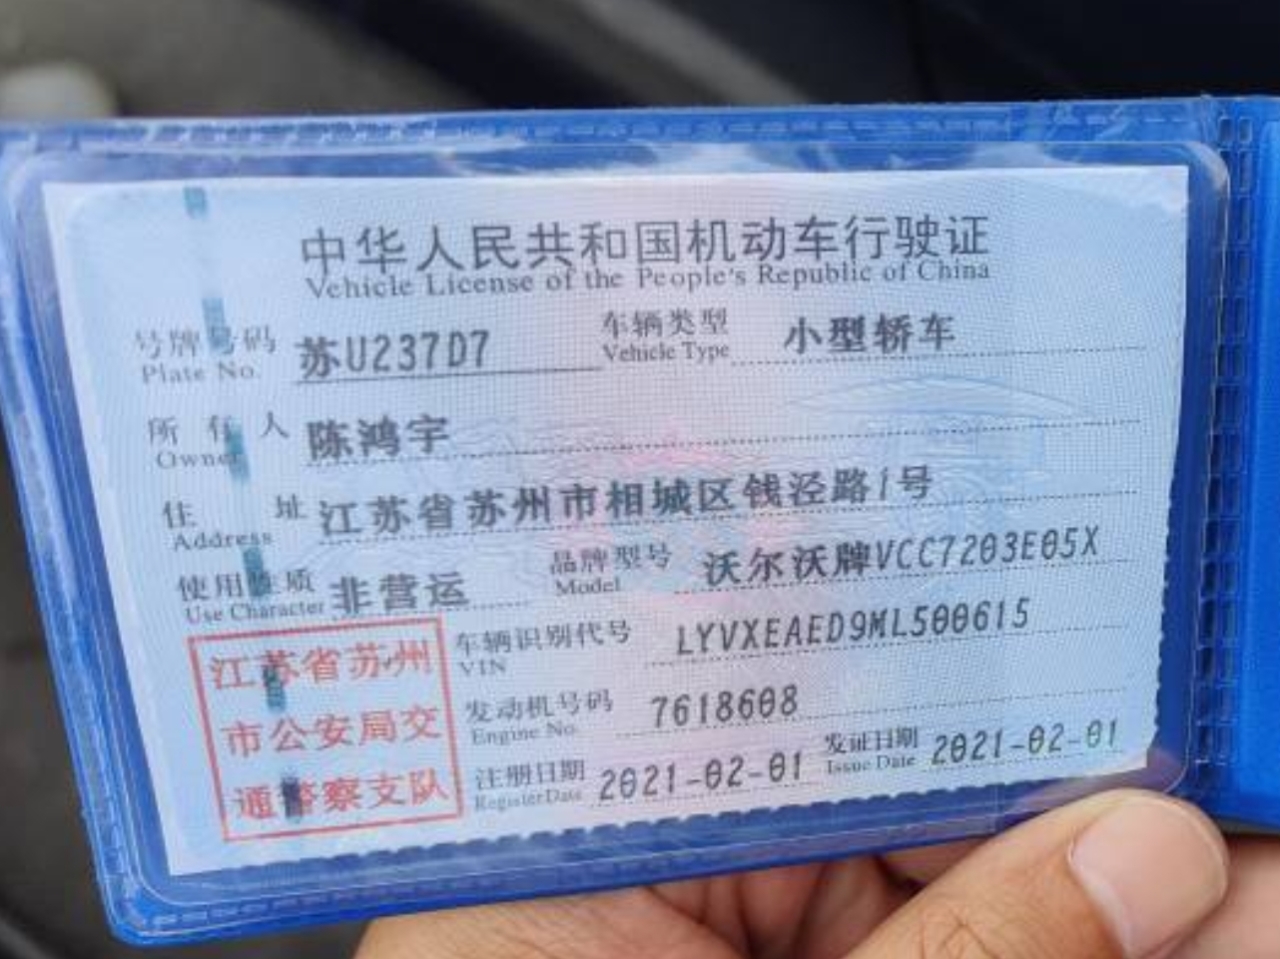 中华人民共和国机动车行驶证
Vehicle License of the People's Republic of China
号牌号码 苏U237D7 车辆类型 小型轿车
Plate No. Vehicle Type
所有人 陈鸿宇
Owner
住址 江苏省苏州市相城区钱泾路1号
Address
使用性质 非营运 品牌型号 沃尔沃牌VCC7203E05X
Use Character Model
江苏省苏州
市公安局交
通警察支队
车辆识别代号 LYVXEAED9ML500615
VIN
发动机号码 7618608
Engine No.
注册日期 2021-02-01 发证日期 2021-02-01
Register Date Issue Date